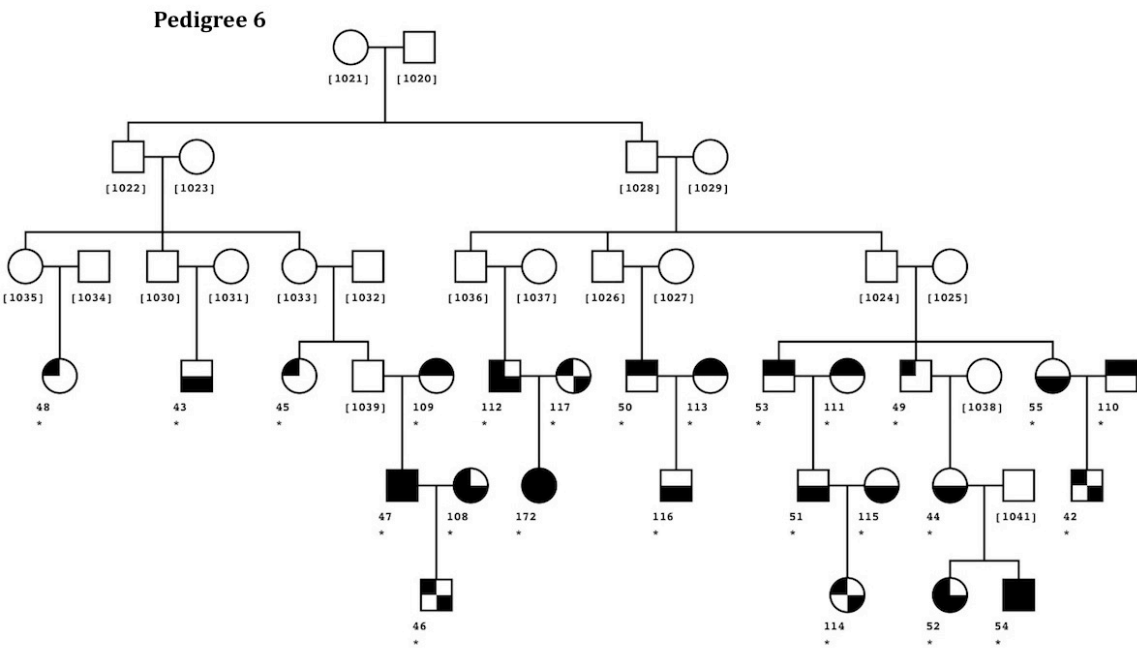 Pedigree 6
[1021] [1020]
[1022] [1023] [1028] [1029]
[1035] [1034] [1030] [1031] [1033] [1032] [1036] [1037] [1026] [1027] [1024] [1025]
48 43 45 [1039] 109 112 117 50 113 53 111 49 [1038] 55 110
* * * * * * * * * * * * *
47 108 172 116 51 115 44 [1041] 42
* * * * * * * *
46 114 52 54
* * * *